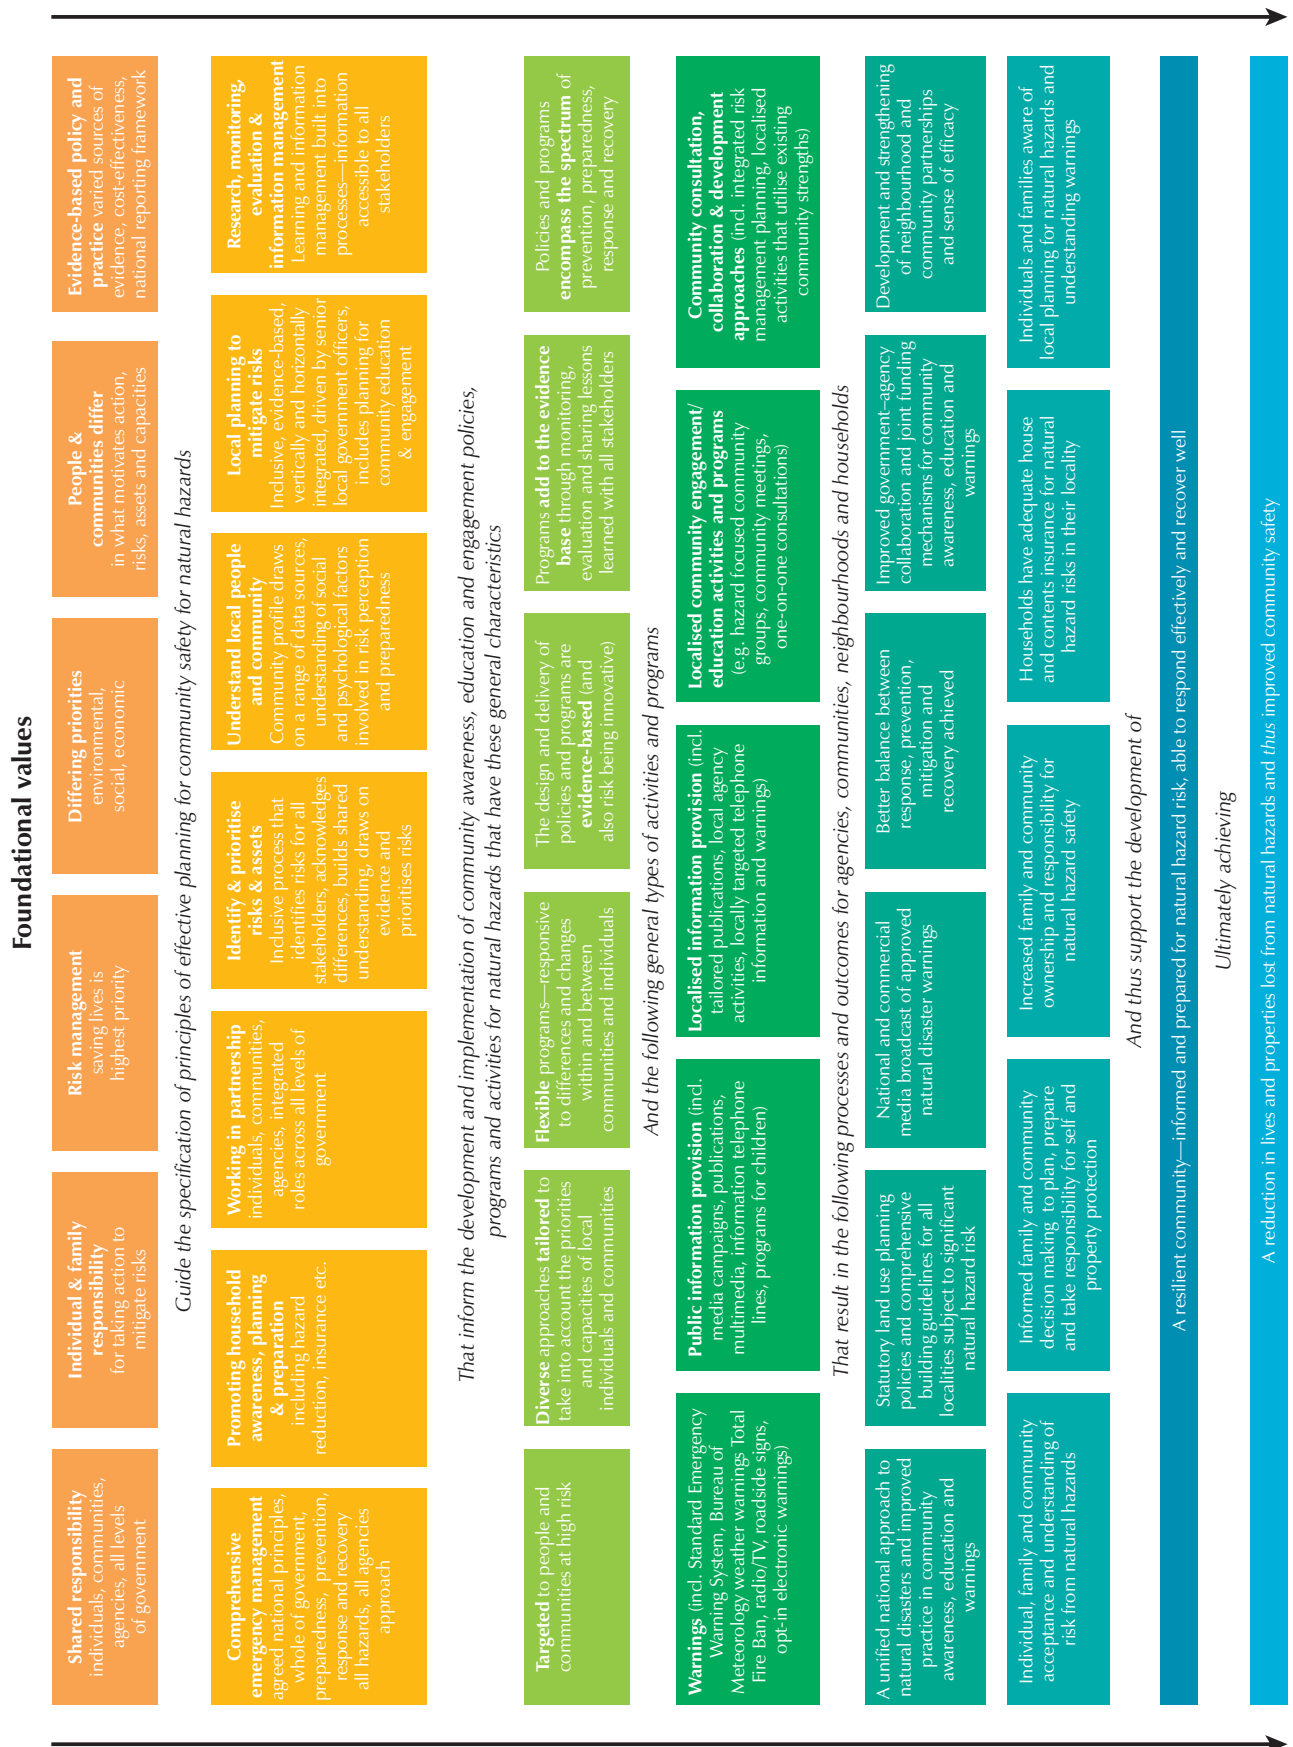 Foundational values
Shared responsibility
individuals, communities,
agencies, all levels
of government
Individual & family
responsibility
for taking action to
mitigate risks
Risk management
saving lives is
highest priority
Differing priorities
environmental,
social, economic
People &
communities differ
in what motivates action,
risks, assets and capacities
Evidence-based policy and
practice varied sources of
evidence, cost-effectiveness,
national reporting framework
Guide the specification of principles of effective planning for community safety for natural hazards
Comprehensive
emergency management
agreed national principles,
whole of government,
preparedness, prevention,
response and recovery
all hazards, all agencies
approach
Promoting household
awareness, planning
& preparation
including hazard
reduction, insurance etc.
Working in partnership
individuals, communities,
agencies, integrated
roles across all levels of
government
Identify & prioritise
risks & assets
Inclusive process that
identifies risks for all
stakeholders, acknowledges
differences, builds shared
understanding, draws on
evidence and
prioritises risks
Understand local people
and community
Community profile draws
on a range of data sources,
understanding of social
and psychological factors
involved in risk perception
and preparedness
Local planning to
mitigate risks
Inclusive, evidence-based,
vertically and horizontally
integrated, driven by senior
local government officers,
includes planning for
community education
& engagement
Research, monitoring,
evaluation &
information management
Learning and information
management built into
processes—information
accessible to all
stakeholders
That inform the development and implementation of community awareness, education and engagement policies,
programs and activities for natural hazards that have these general characteristics
Targeted to people and
communities at high risk
Diverse approaches tailored to
take into account the priorities
and capacities of local
individuals and communities
Flexible programs—responsive
to differences and changes
within and between
communities and individuals
The design and delivery of
policies and programs are
evidence-based (and
also risk being innovative)
Programs add to the evidence
base through monitoring,
evaluation and sharing lessons
learned with all stakeholders
Policies and programs
encompass the spectrum of
prevention, preparedness,
response and recovery
And the following general types of activities and programs
Warnings (incl. Standard Emergency
Warning System, Bureau of
Meteorology weather warnings Total
Fire Ban, radio/TV, roadside signs,
opt-in electronic warnings)
Public information provision (incl.
media campaigns, publications,
multimedia, information telephone
lines, programs for children)
Localised information provision (incl.
tailored publications, local agency
activities, locally targeted telephone
information and warnings)
Localised community engagement/
education activities and programs
(e.g. hazard focused community
groups, community meetings,
one-on-one consultations)
Community consultation,
collaboration & development
approaches (incl. integrated risk
management planning, localised
activities that utilise existing
community strengths)
That result in the following processes and outcomes for agencies, communities, neighbourhoods and households
A unified national approach to
natural disasters and improved
practice in community
awareness, education and
warnings
Statutory land use planning
policies and comprehensive
building guidelines for all
localities subject to significant
natural hazard risk
National and commercial
media broadcast of approved
natural disaster warnings
Better balance between
response, prevention,
mitigation and
recovery achieved
Improved government–agency
collaboration and joint funding
mechanisms for community
awareness, education and
warnings
Development and strengthening
of neighbourhood and
community partnerships
and sense of efficacy
Individual, family and community
acceptance and understanding of
risk from natural hazards
Informed family and community
decision making to plan, prepare
and take responsibility for self and
property protection
Increased family and community
ownership and responsibility for
natural hazard safety
Households have adequate house
and contents insurance for natural
hazard risks in their locality
Individuals and families aware of
local planning for natural hazards and
understanding warnings
And thus support the development of
A resilient community—informed and prepared for natural hazard risk, able to respond effectively and recover well
Ultimately achieving
A reduction in lives and properties lost from natural hazards and thus improved community safety